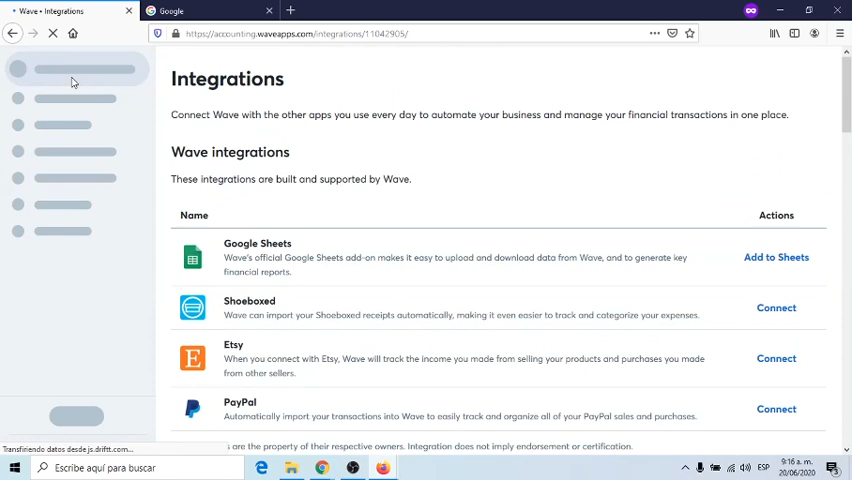 Wave • Integrations
Google
https://accounting.waveapps.com/integrations/11042905/
Integrations
Connect Wave with the other apps you use every day to automate your business and manage your financial transactions in one place.
Wave integrations
These integrations are built and supported by Wave.
Name Actions
Google Sheets
Wave's official Google Sheets add-on makes it easy to upload and download data from Wave, and to generate key
financial reports.
Add to Sheets
Shoeboxed
Wave can import your Shoeboxed receipts automatically, making it even easier to track and categorize your expenses.
Connect
Etsy
When you connect with Etsy, Wave will track the income you made from selling your products and purchases you made
from other sellers.
Connect
PayPal
Automatically import your transactions into Wave to easily track and organize all of your PayPal sales and purchases.
Connect
Transfiriendo datos desde js.driftt.com...
s are the property of their respective owners. Integration does not imply endorsement or certification.
Escribe aquí para buscar
ESP
9:16 a. m.
20/06/2020